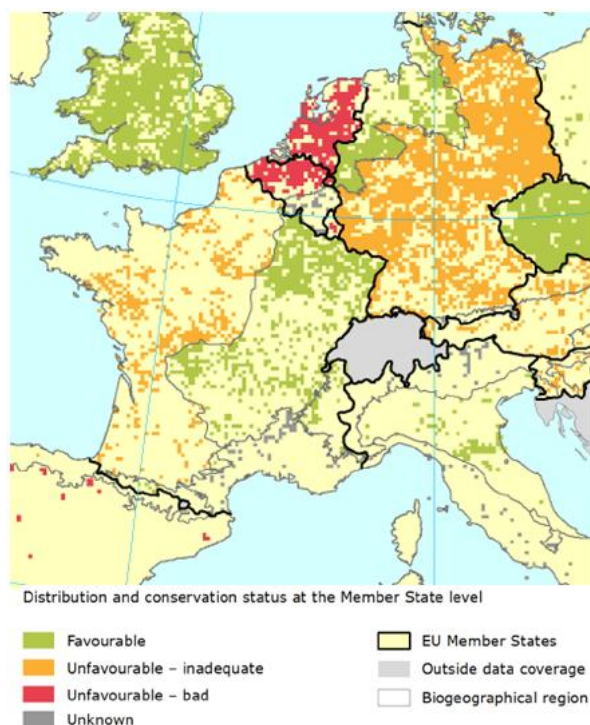 Distribution and conservation status at the Member State level
Favourable
Unfavourable – inadequate
Unfavourable – bad
Unknown
EU Member States
Outside data coverage
Biogeographical region